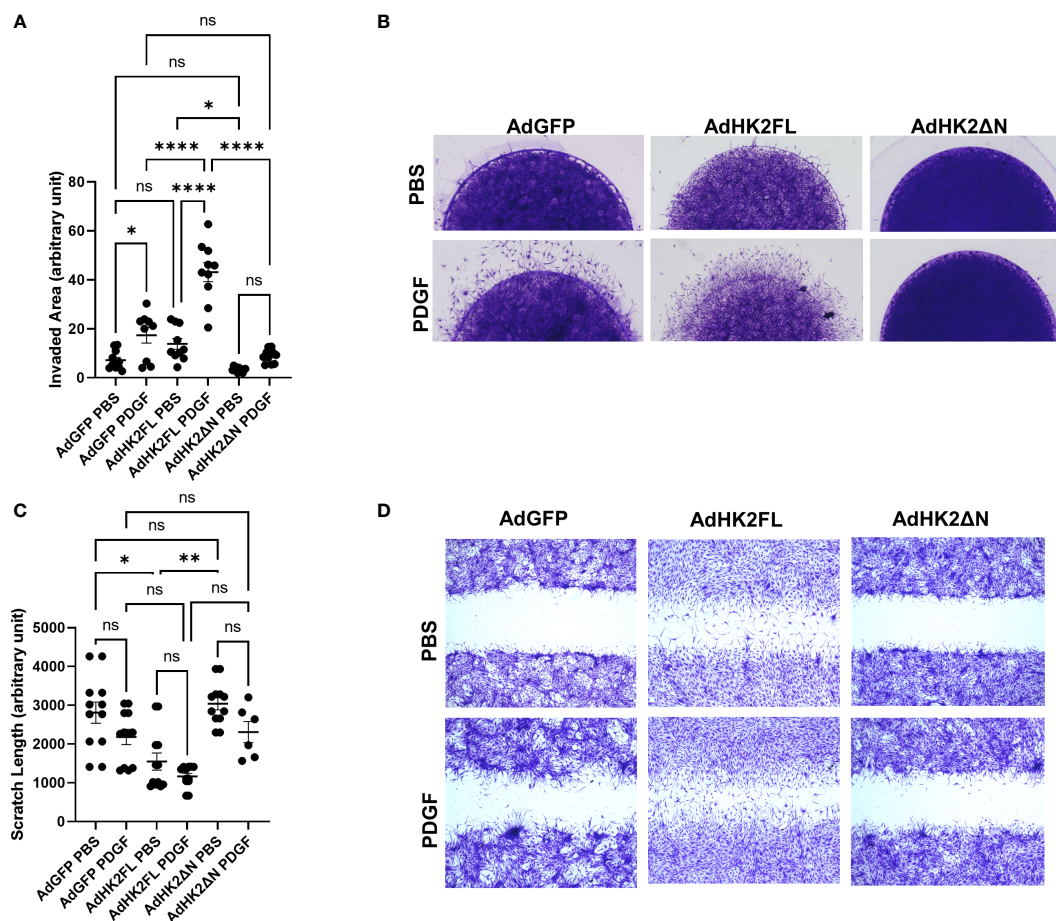 A
ns
ns
*
**** ****
ns ****
*
ns
Invaded Area (arbitrary unit)
80
60
40
20
0
AdGFP PBS
AdGFP PDGF
AdHK2FL PBS
AdHK2FL PDGF
AdHK2ΔN PBS
AdHK2ΔN PDGF
B
AdGFP AdHK2FL AdHK2ΔN
PBS
PDGF
C
ns
ns
* **
ns ns
ns ns ns
Scratch Length (arbitrary unit)
5000
4000
3000
2000
1000
0
AdGFP PBS
AdGFP PDGF
AdHK2FL PBS
AdHK2FL PDGF
AdHK2ΔN PBS
AdHK2ΔN PDGF
D
AdGFP AdHK2FL AdHK2ΔN
PBS
PDGF